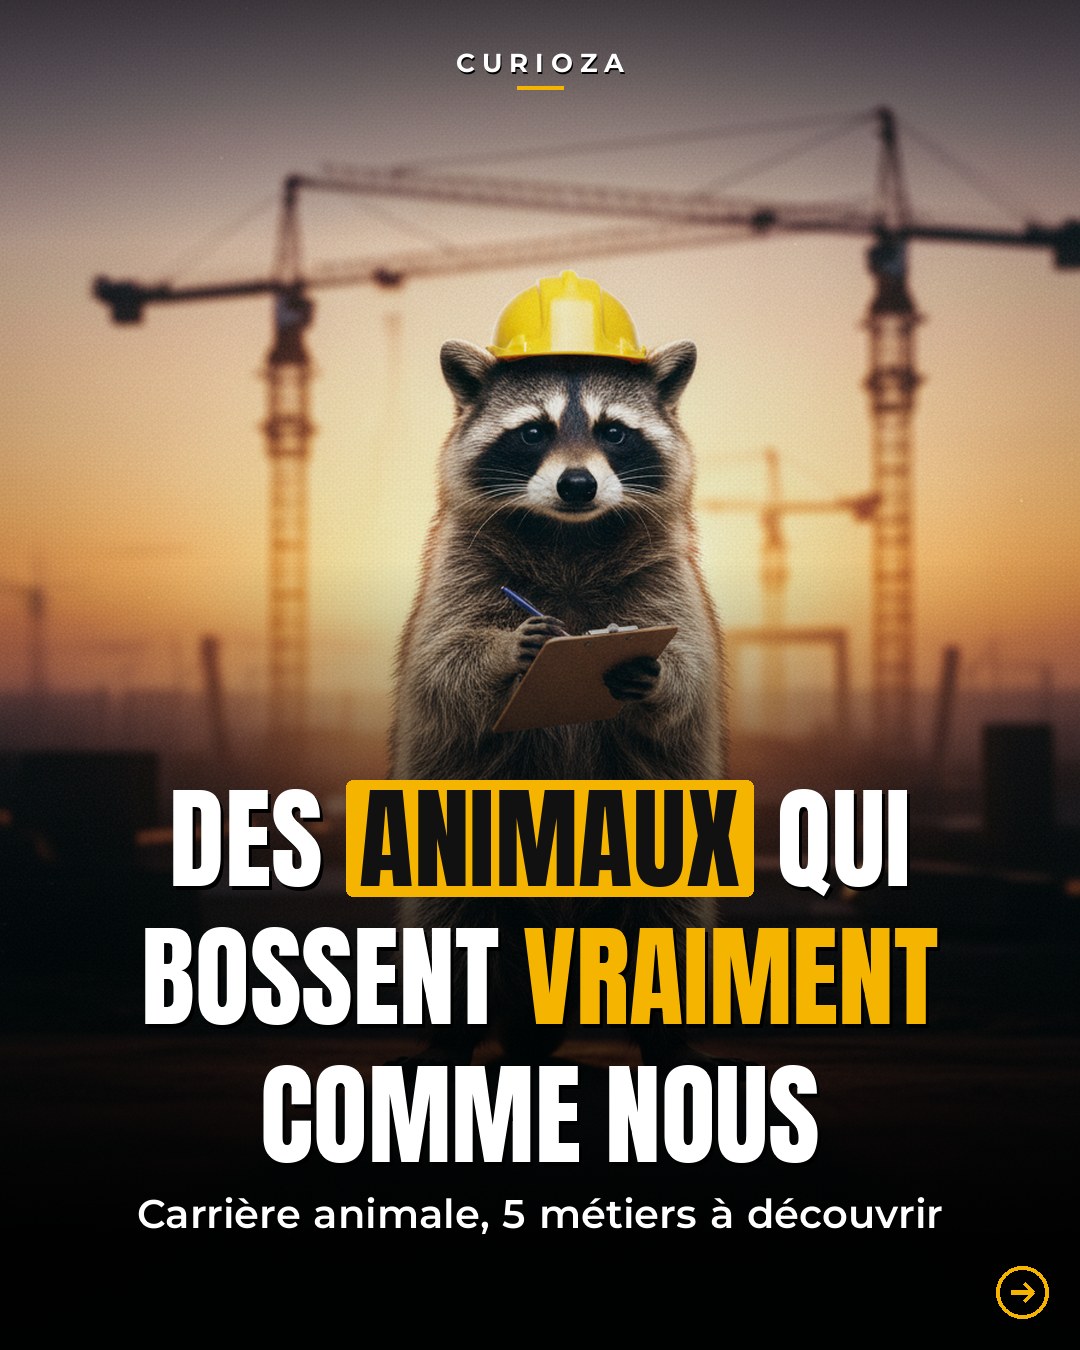 CURIOZA
DES ANIMAUX QUI
BOSSENT VRAIMENT
COMME NOUS
Carrière animale, 5 métiers à découvrir